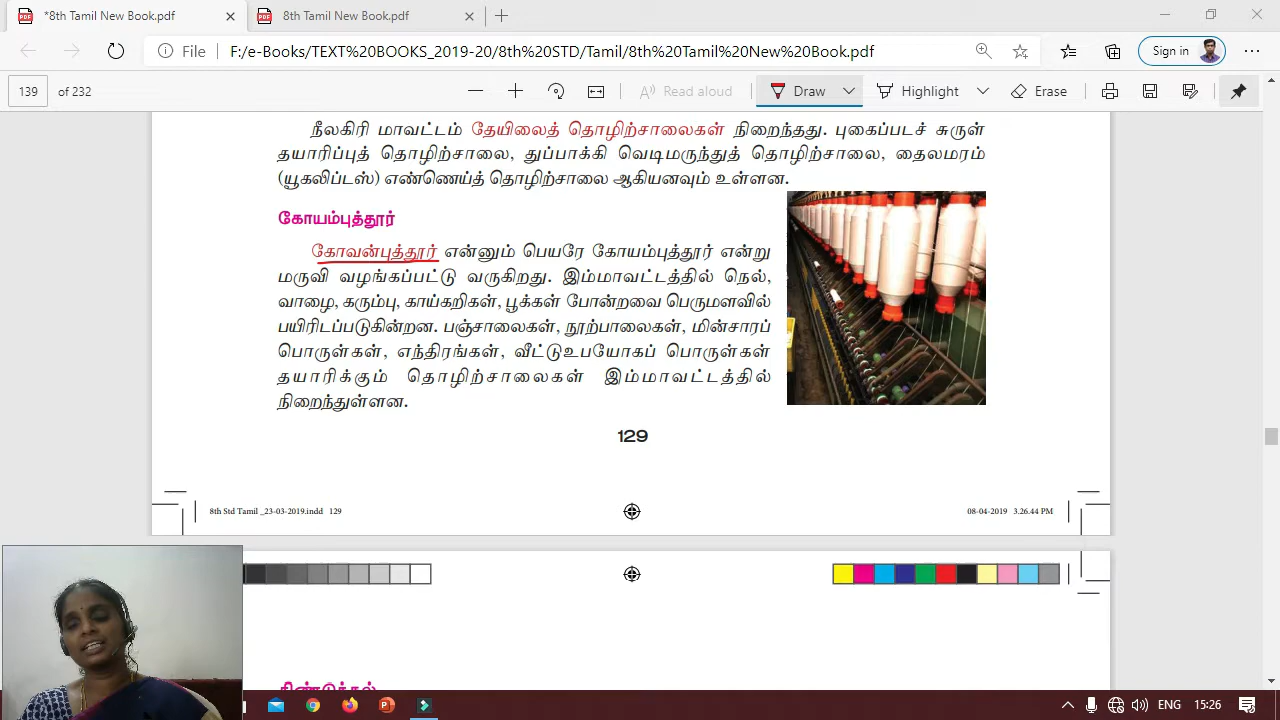 *8th Tamil New Book.pdf
8th Tamil New Book.pdf
File
F:/e-Books/TEXT%20BOOKS_2019-20/8th%20STD/Tamil/8th%20Tamil%20New%20Book.pdf
Sign in
139 of 232
Read aloud
Draw
Highlight
Erase
நீலகிரி மாவட்டம் தேயிலைத் தொழிற்சாலைகள் நிறைந்தது. புகைப்படச் சுருள்
தயாரிப்புத் தொழிற்சாலை, துப்பாக்கி வெடிமருந்துத் தொழிற்சாலை, தைலமரம்
(யூகலிப்டஸ்) எண்ணெய்த் தொழிற்சாலை ஆகியனவும் உள்ளன.
கோயம்புத்தூர்
கோவன்புத்தூர் என்னும் பெயரே கோயம்புத்தூர் என்று
மருவி வழங்கப்பட்டு வருகிறது. இம்மாவட்டத்தில் நெல்,
வாழை, கரும்பு, காய்கறிகள், பூக்கள் போன்றவை பெருமளவில்
பயிரிடப்படுகின்றன. பஞ்சாலைகள், நூற்பாலைகள், மின்சாரப்
பொருள்கள், எந்திரங்கள், வீட்டுஉபயோகப் பொருள்கள்
தயாரிக்கும் தொழிற்சாலைகள் இம்மாவட்டத்தில்
நிறைந்துள்ளன.
129
8th Std Tamil _23-03-2019.indd 129
08-04-2019 3.26.44 PM
திண்டுக்கல்
ENG
15:26